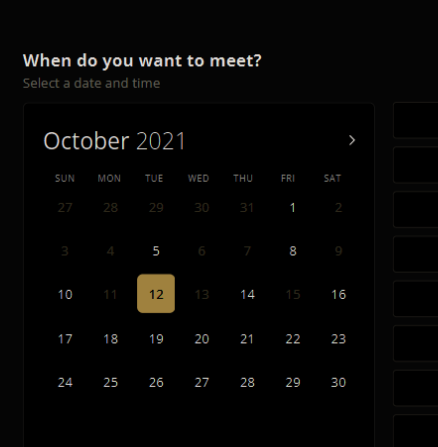 When do you want to meet?
Select a date and time
October 2021 >
SUN MON TUE WED THU FRI SAT
27 28 29 30 31 1 2
3 4 5 6 7 8 9
10 11 12 13 14 15 16
17 18 19 20 21 22 23
24 25 26 27 28 29 30